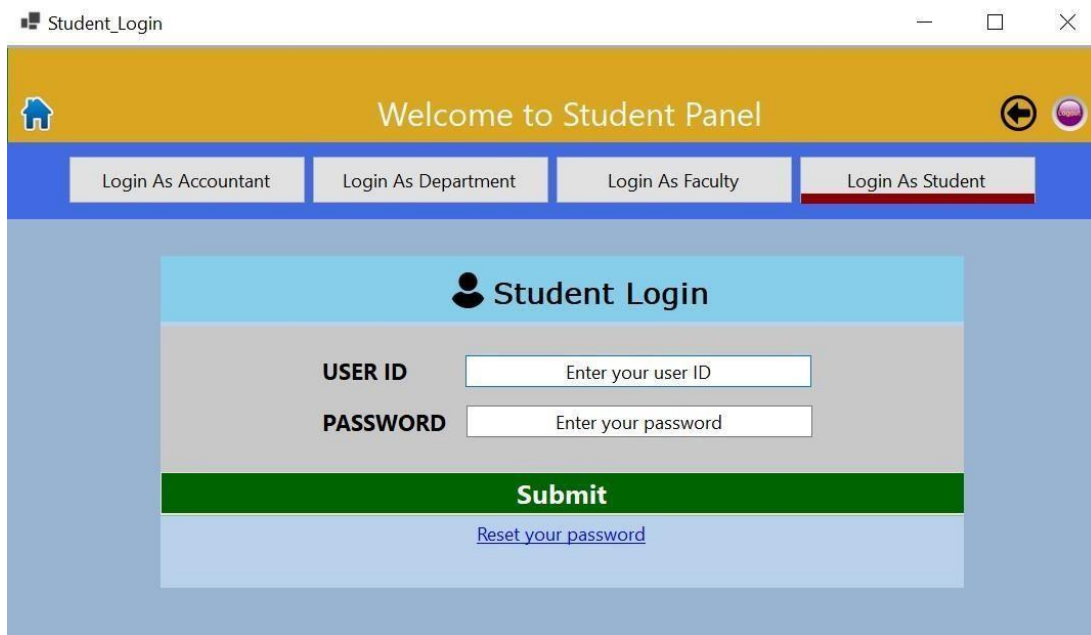 Student_Login
Welcome to Student Panel
Logout
Login As Accountant Login As Department Login As Faculty Login As Student
Student Login
USER ID Enter your user ID
PASSWORD Enter your password
Submit
Reset your password